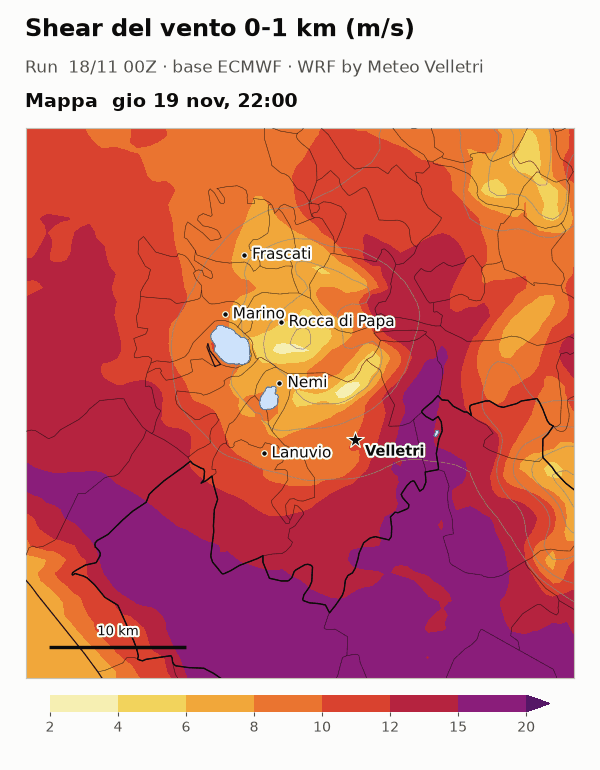 Shear del vento 0-1 km (m/s)
Run  18/11 00Z · base ECMWF · WRF by Meteo Velletri
Mappa  gio 19 nov, 22:00
Frascati
Marino
Rocca di Papa
Nemi
Velletri
Lanuvio
10 km
2 4 6 8 10 12 15 20